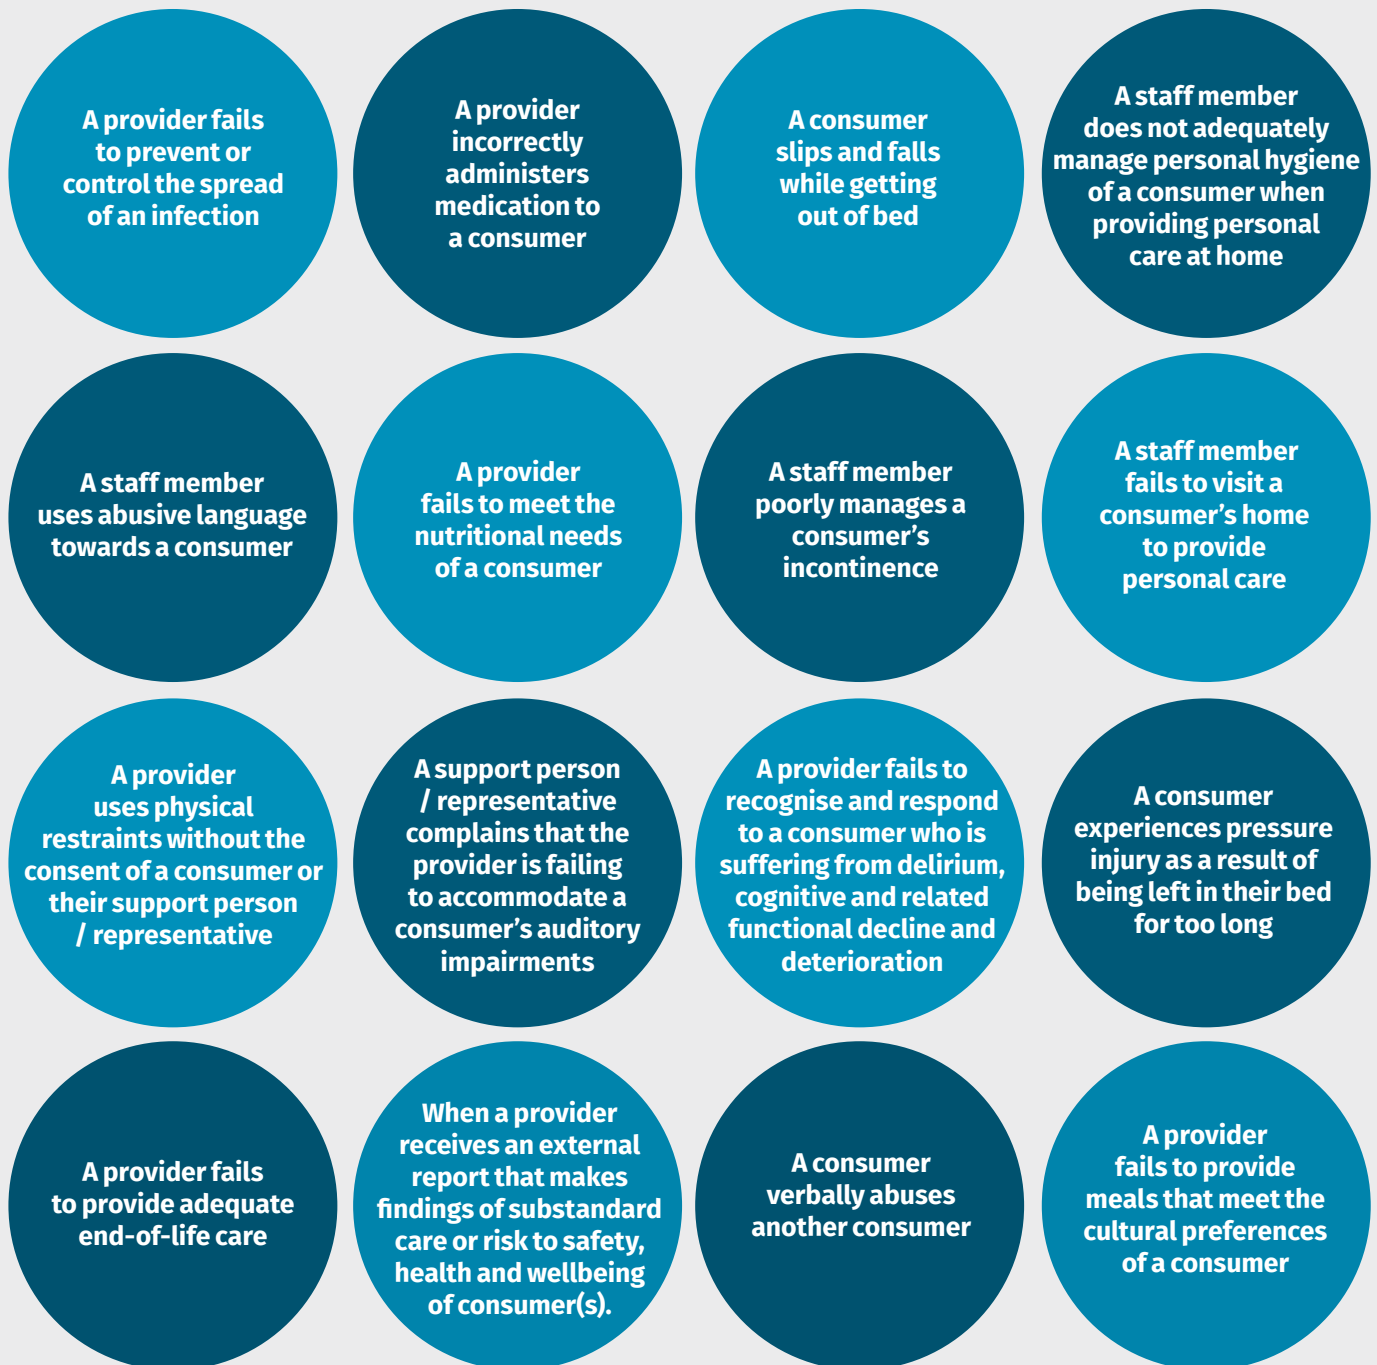 A provider fails
to prevent or
control the spread
of an infection
A provider
incorrectly
administers
medication to
a consumer
A consumer
slips and falls
while getting
out of bed
A staff member
does not adequately
manage personal hygiene
of a consumer when
providing personal
care at home
A staff member
uses abusive language
towards a consumer
A provider
fails to meet the
nutritional needs
of a consumer
A staff member
poorly manages a
consumer’s
incontinence
A staff member
fails to visit a
consumer’s home
to provide
personal care
A provider
uses physical
restraints without the
consent of a consumer or
their support person
/ representative
A support person
/ representative
complains that the
provider is failing
to accommodate a
consumer’s auditory
impairments
A provider fails to
recognise and respond
to a consumer who is
suffering from delirium,
cognitive and related
functional decline and
deterioration
A consumer
experiences pressure
injury as a result of
being left in their bed
for too long
A provider fails
to provide adequate
end-of-life care
When a provider
receives an external
report that makes
findings of substandard
care or risk to safety,
health and wellbeing
of consumer(s).
A consumer
verbally abuses
another consumer
A provider
fails to provide
meals that meet the
cultural preferences
of a consumer